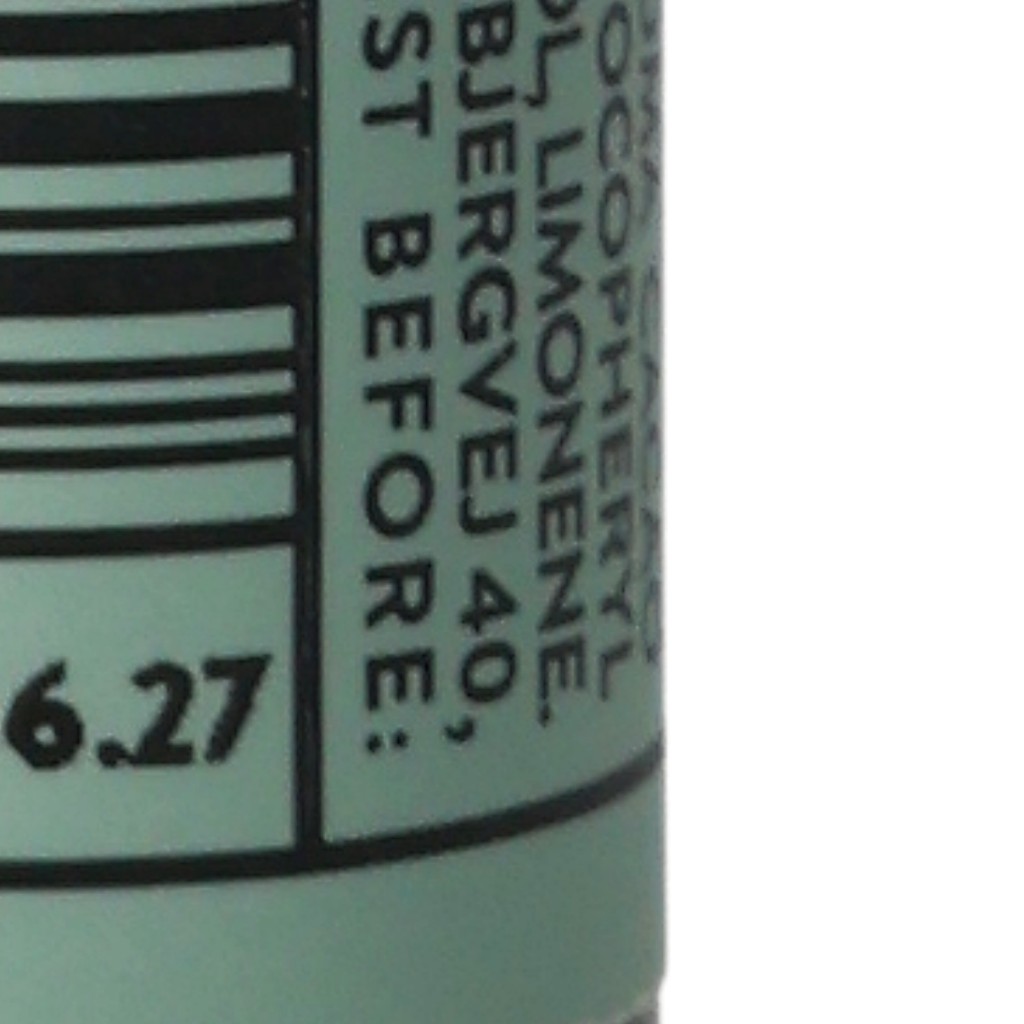 OCOPHERYL
OL, LIMONENE.
BJERGVEJ 40,
ST BEFORE:
6.27